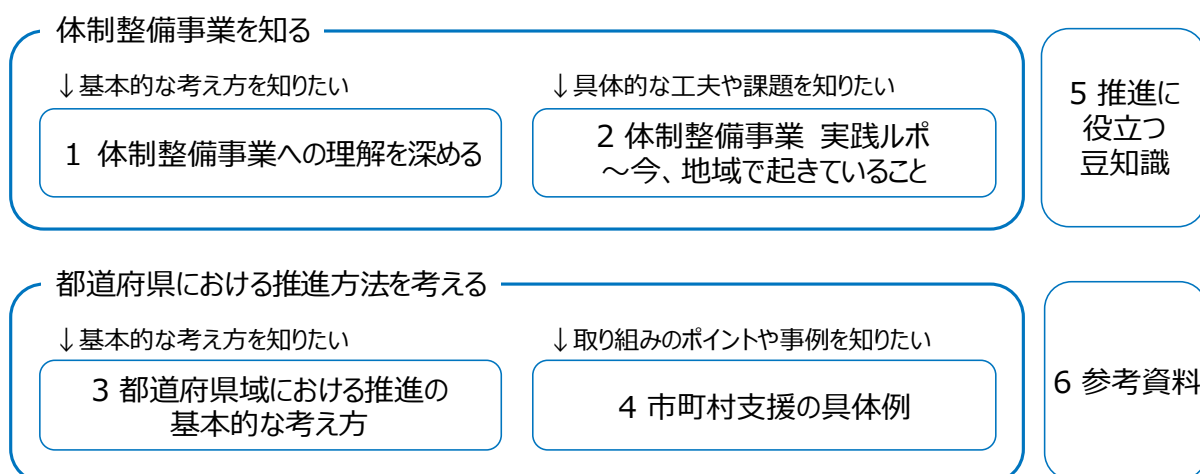 体制整備事業を知る
↓基本的な考え方を知りたい
1 体制整備事業への理解を深める
↓具体的な工夫や課題を知りたい
2 体制整備事業 実践ルポ
～今、地域で起きていること
5 推進に
役立つ
豆知識
都道府県における推進方法を考える
↓基本的な考え方を知りたい
3 都道府県域における推進の
基本的な考え方
↓取り組みのポイントや事例を知りたい
4 市町村支援の具体例
6 参考資料